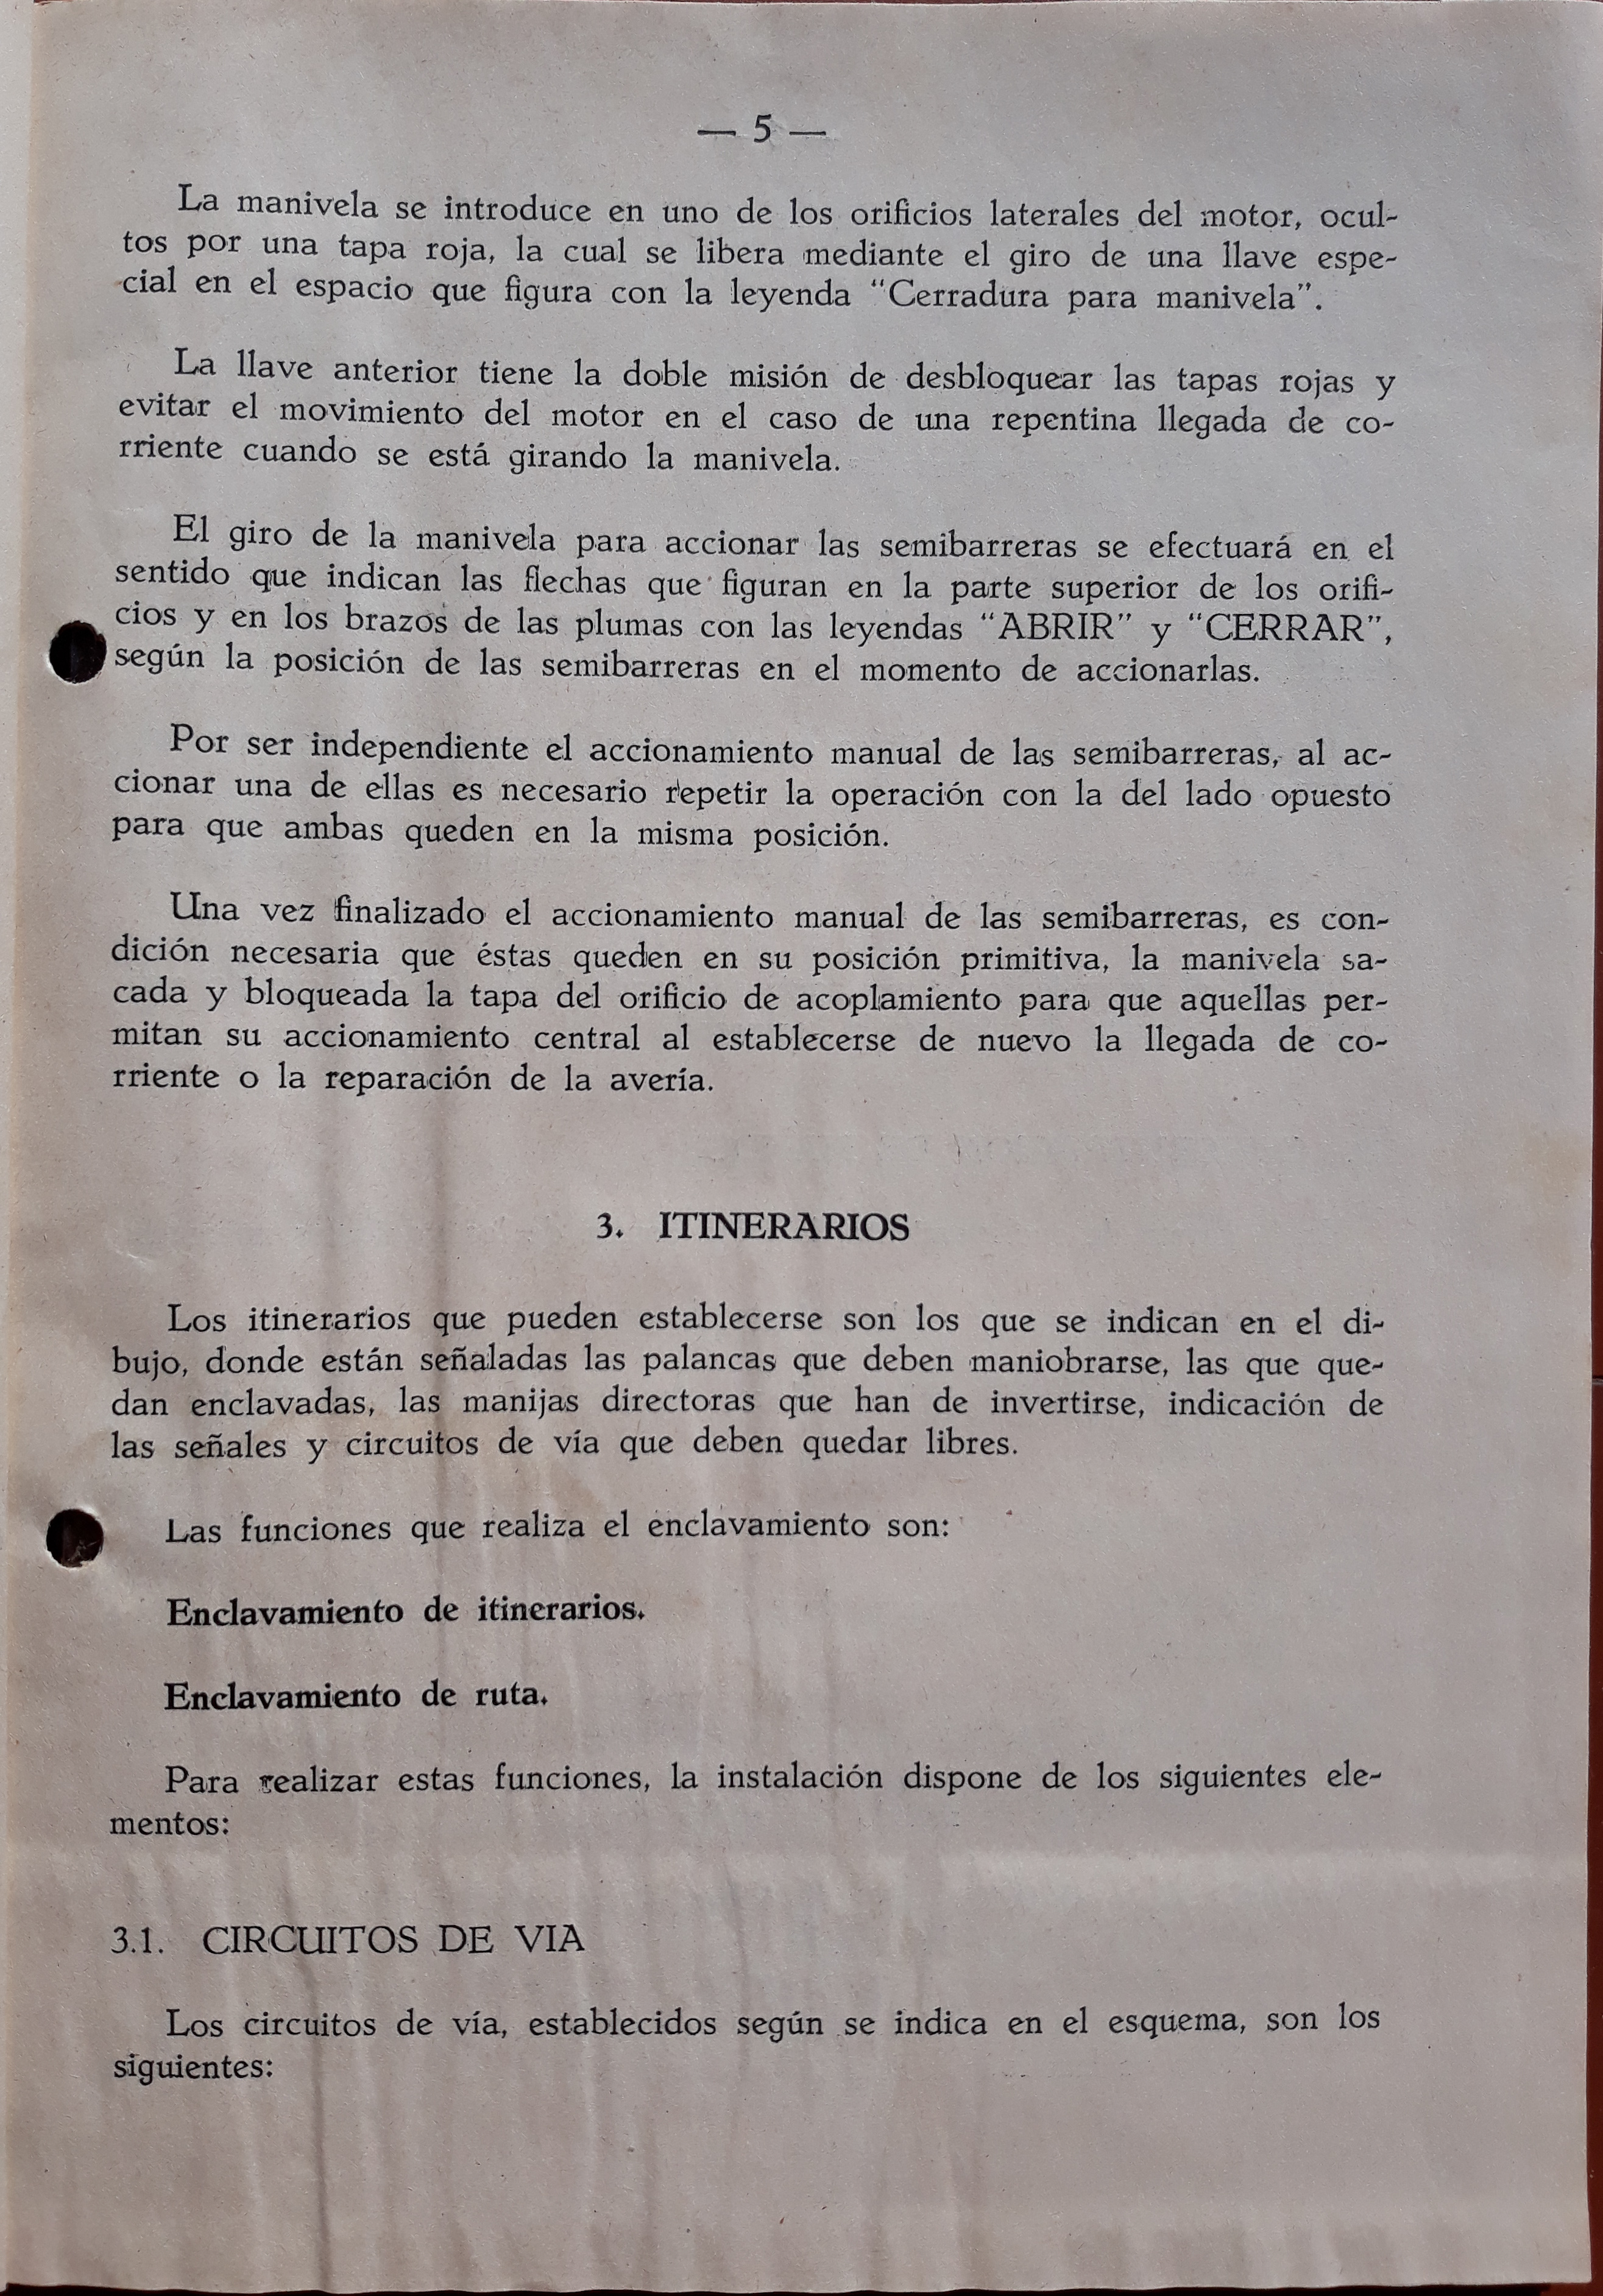 — 5 —
La manivela se introduce en uno de los orificios laterales del motor, ocul-
tos por una tapa roja, la cual se libera mediante el giro de una llave espe-
cial en el espacio que figura con la leyenda “Cerradura para manivela”.
La llave anterior tiene la doble misión de desbloquear las tapas rojas y
evitar el movimiento del motor en el caso de una repentina llegada de co-
rriente cuando se está girando la manivela.
El giro de la manivela para accionar las semibarreras se efectuará en el
sentido que indican las flechas que figuran en la parte superior de los orifi-
cios y en los brazos de las plumas con las leyendas “ABRIR” y “CERRAR”,
según la posición de las semibarreras en el momento de accionarlas.
Por ser independiente el accionamiento manual de las semibarreras, al ac-
cionar una de ellas es necesario repetir la operación con la del lado opuesto
para que ambas queden en la misma posición.
Una vez finalizado el accionamiento manual de las semibarreras, es con-
dición necesaria que éstas queden en su posición primitiva, la manivela sa-
cada y bloqueada la tapa del orificio de acoplamiento para que aquellas per-
mitan su accionamiento central al establecerse de nuevo la llegada de co-
rriente o la reparación de la avería.
3. ITINERARIOS
Los itinerarios que pueden establecerse son los que se indican en el di-
bujo, donde están señaladas las palancas que deben maniobrarse, las que que-
dan enclavadas, las manijas directoras que han de invertirse, indicación de
las señales y circuitos de vía que deben quedar libres.
Las funciones que realiza el enclavamiento son:
Enclavamiento de itinerarios.
Enclavamiento de ruta.
Para realizar estas funciones, la instalación dispone de los siguientes ele-
mentos:
3.1. CIRCUITOS DE VIA
Los circuitos de vía, establecidos según se indica en el esquema, son los
siguientes: